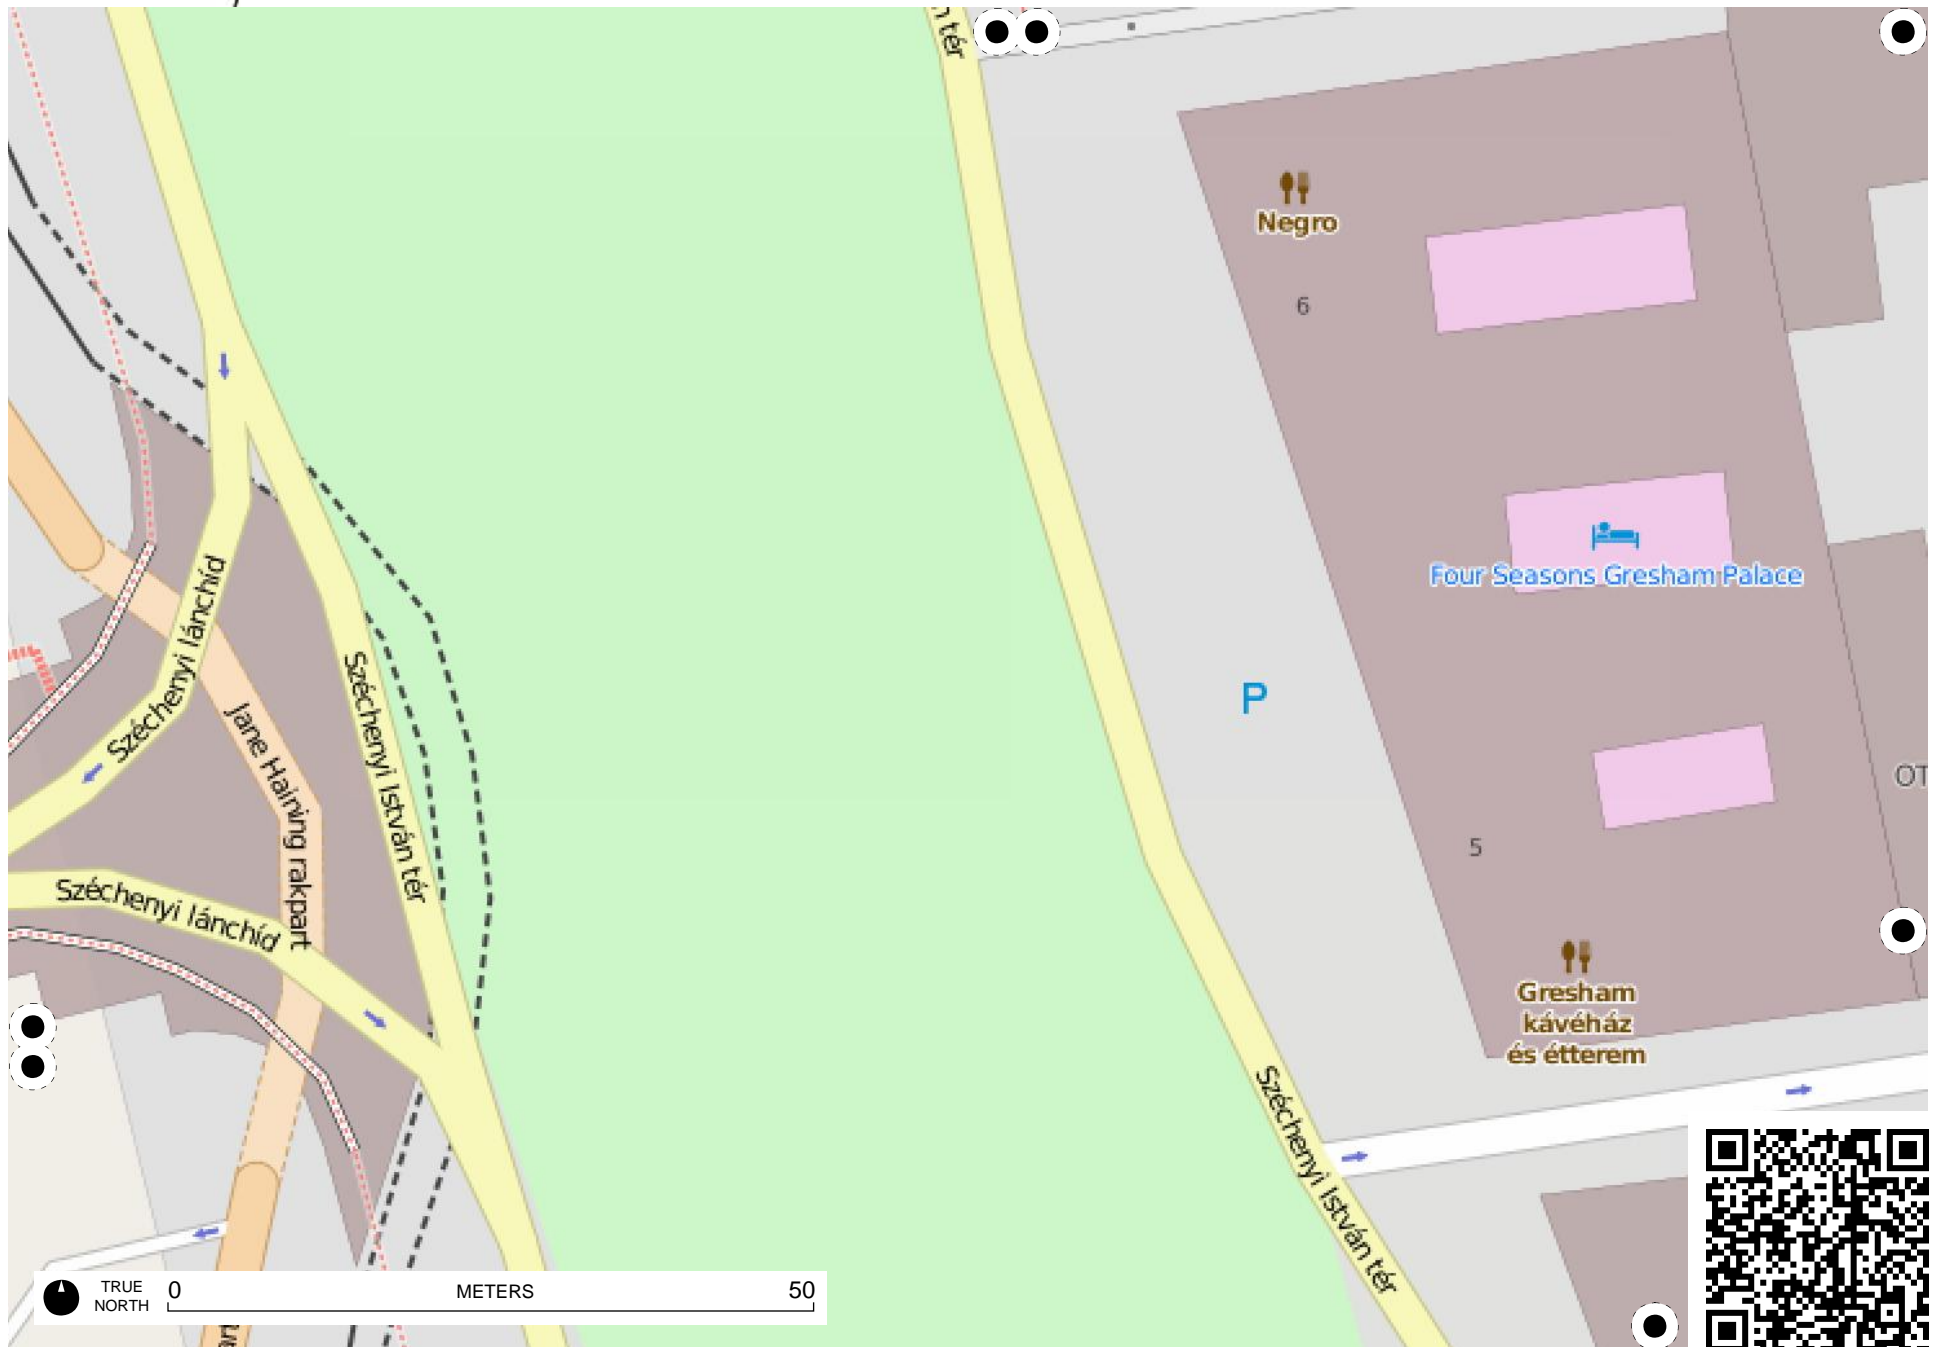 n tér
Negro
6
Four Seasons Gresham Palace
Széchenyi lánchíd
Széchenyi István tér
Jane Haining rakpart
P
OT
5
Széchenyi lánchíd
Gresham
kávéház
és étterem
Széchenyi István tér
TRUE
NORTH
0
METERS
50